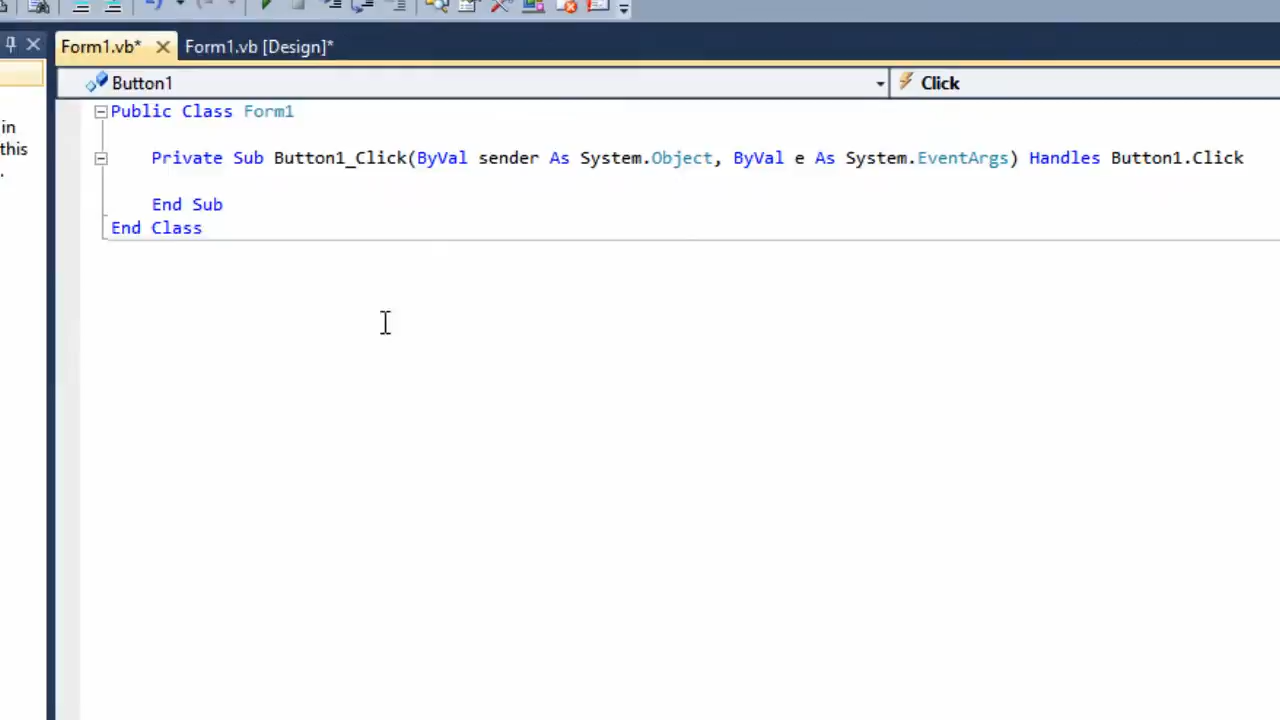 Form1.vb* Form1.vb [Design]*
Button1 Click
in
this
.
Public Class Form1
Private Sub Button1_Click(ByVal sender As System.Object, ByVal e As System.EventArgs) Handles Button1.Click
End Sub
End Class